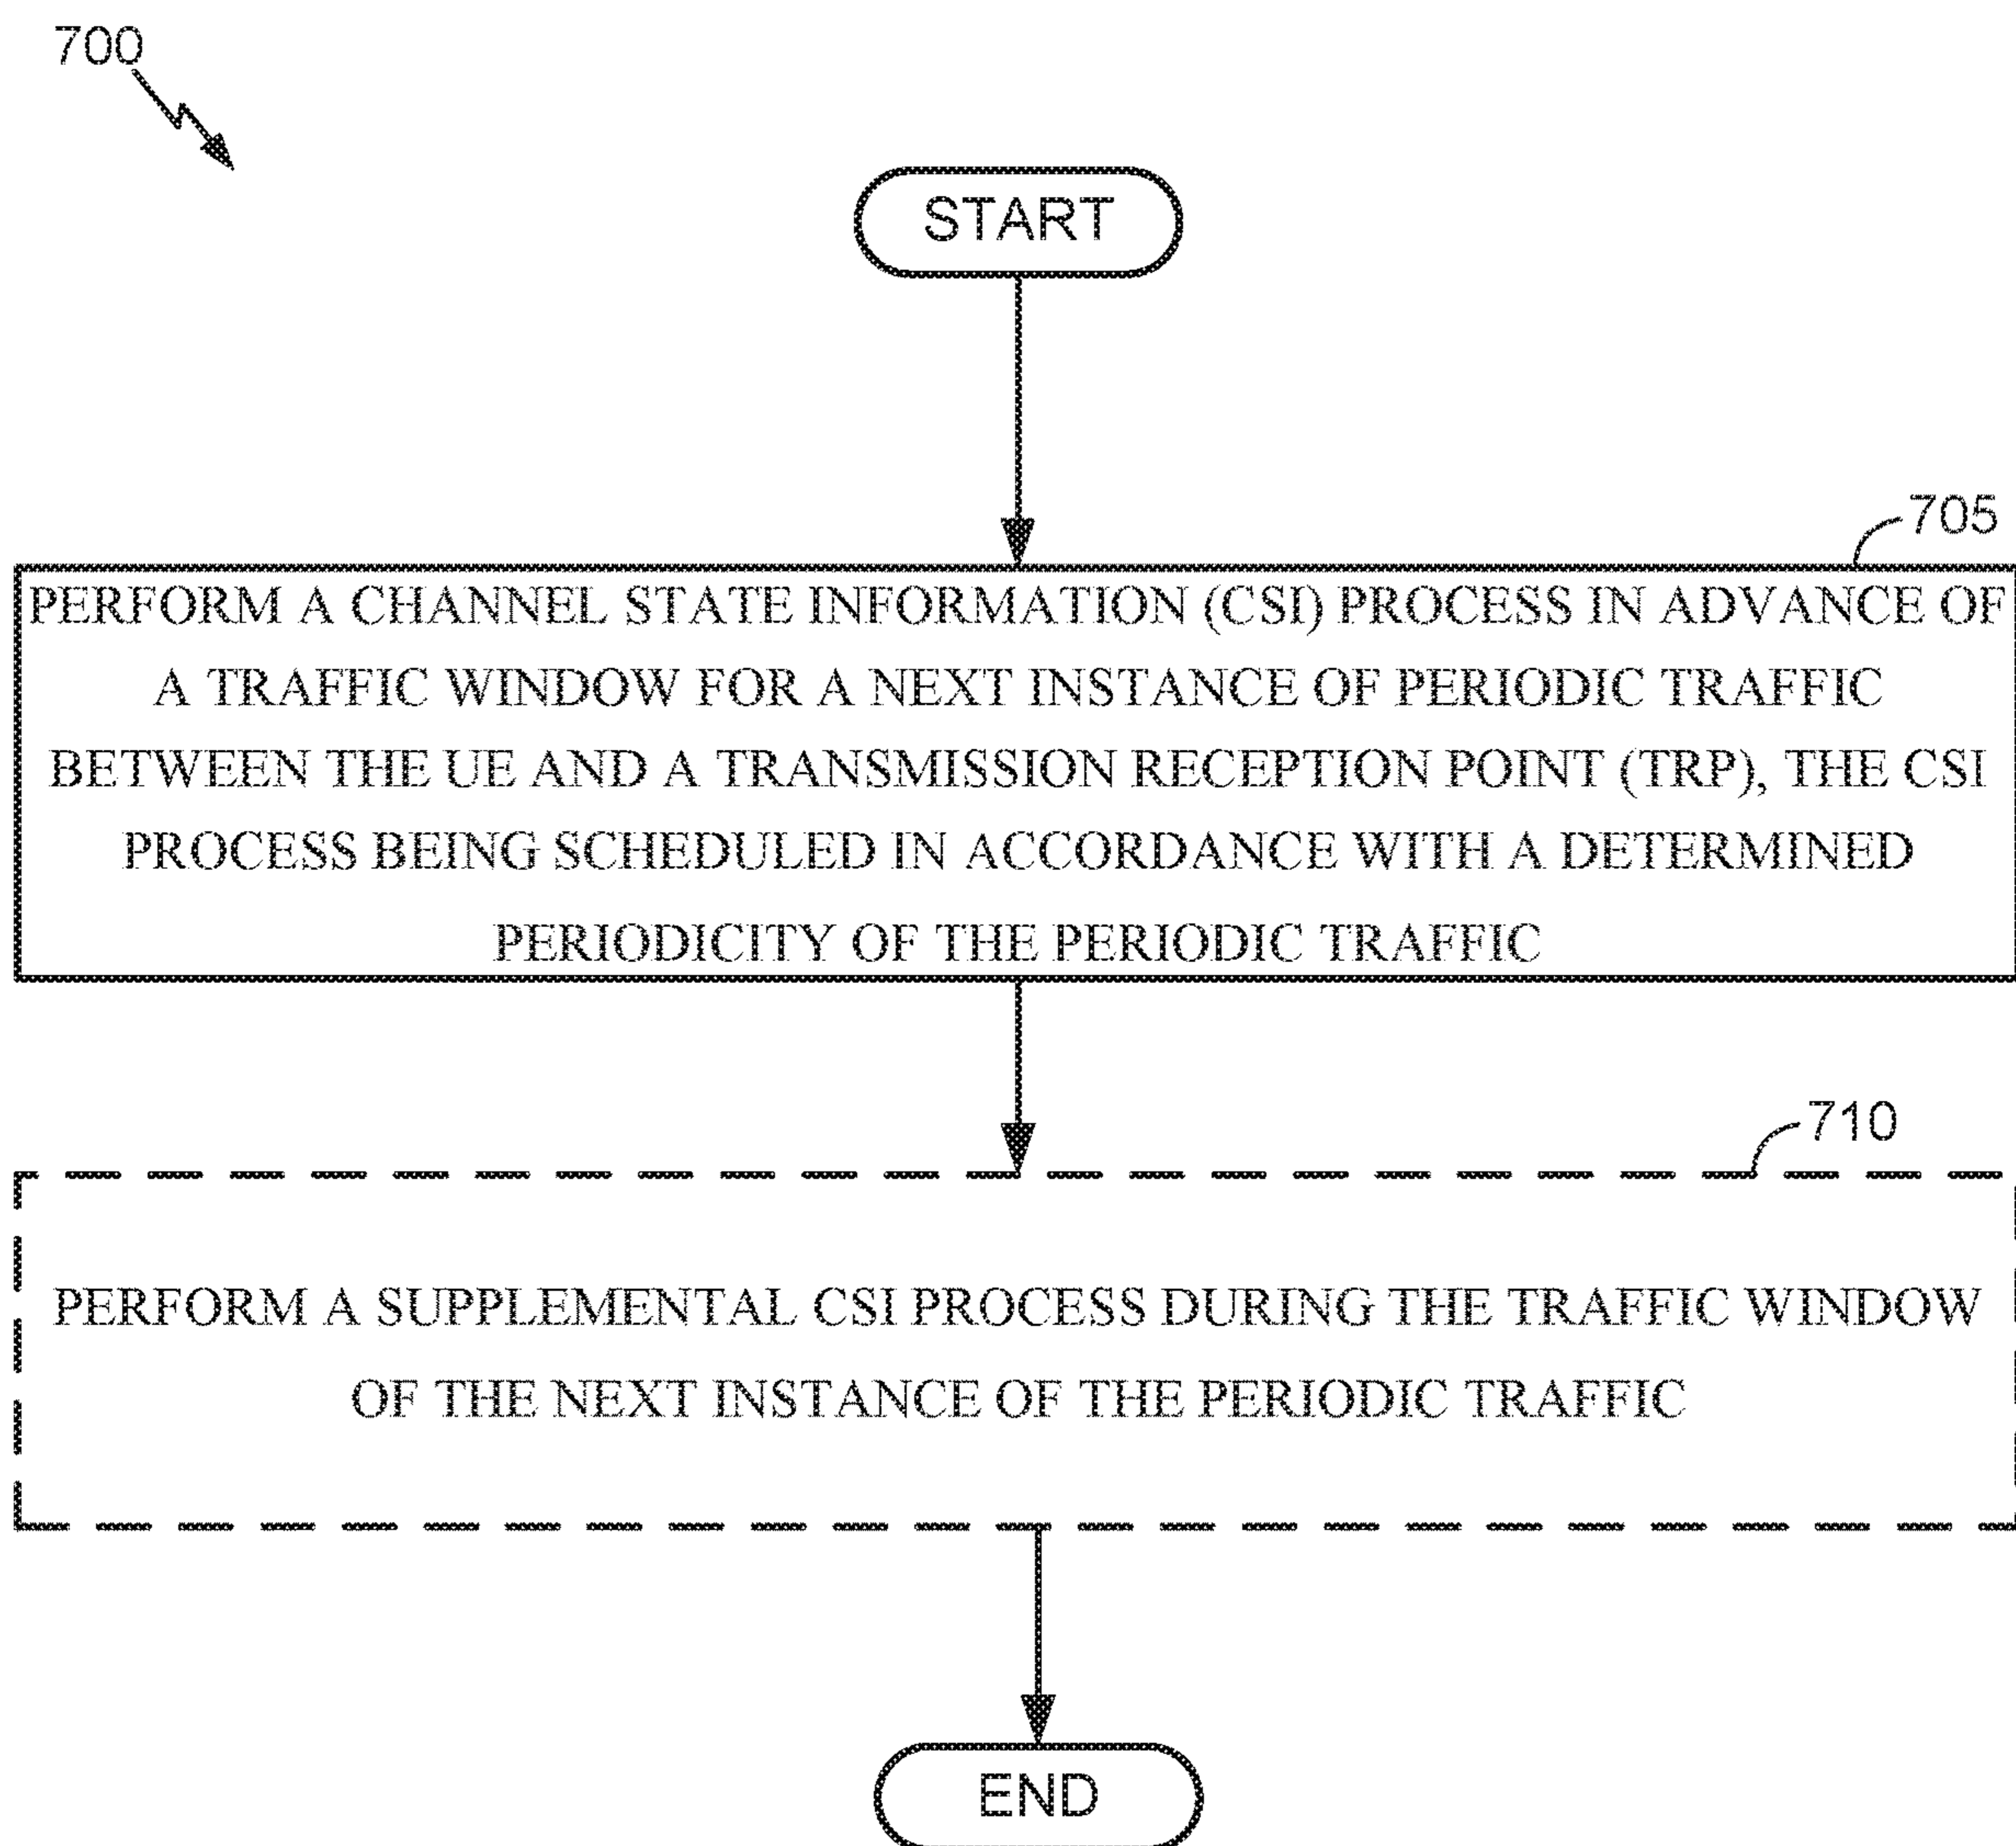 700
START
705
PERFORM A CHANNEL STATE INFORMATION (CSI) PROCESS IN ADVANCE OF
A TRAFFIC WINDOW FOR A NEXT INSTANCE OF PERIODIC TRAFFIC
BETWEEN THE UE AND A TRANSMISSION RECEPTION POINT (TRP), THE CSI
PROCESS BEING SCHEDULED IN ACCORDANCE WITH A DETERMINED
PERIODICITY OF THE PERIODIC TRAFFIC
710
PERFORM A SUPPLEMENTAL CSI PROCESS DURING THE TRAFFIC WINDOW
OF THE NEXT INSTANCE OF THE PERIODIC TRAFFIC
END